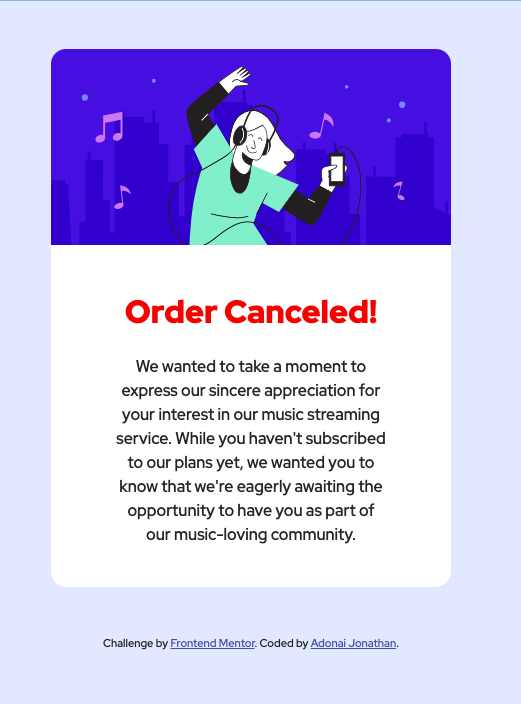 Order Canceled!
We wanted to take a moment to
express our sincere appreciation for
your interest in our music streaming
service. While you haven't subscribed
to our plans yet, we wanted you to
know that we're eagerly awaiting the
opportunity to have you as part of
our music-loving community.
Challenge by Frontend Mentor. Coded by Adonai Jonathan.